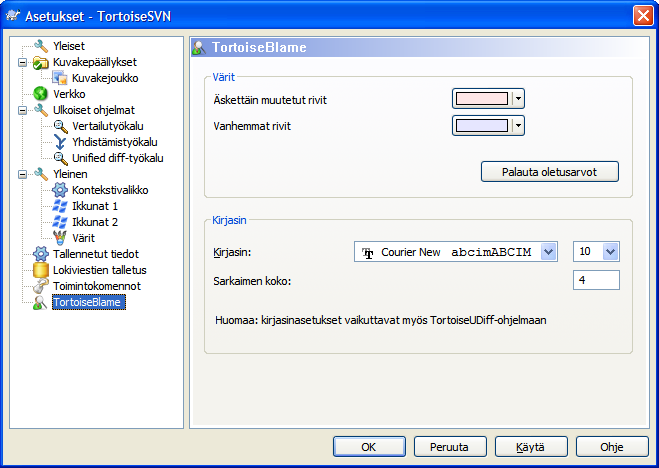 Asetukset - TortoiseSVN
Yleiset
Kuvakepäällykset
Kuvakejoukko
Verkko
Ulkoiset ohjelmat
Vertailutyökalu
Yhdistämistyökalu
Unified diff-työkalu
Yleinen
Kontekstivalikko
Ikkunat 1
Ikkunat 2
Värit
Tallennetut tiedot
Lokiviestien talletus
Toimintokomennot
TortoiseBlame
TortoiseBlame
Värit
Äskettäin muutetut rivit
Vanhemmat rivit
Palauta oletusarvot
Kirjasin
Kirjasin: Courier New abcimABCIM 10
Sarkaimen koko: 4
Huomaa: kirjasinasetukset vaikuttavat myös TortoiseUDiff-ohjelmaan
OK Peruuta Käytä Ohje